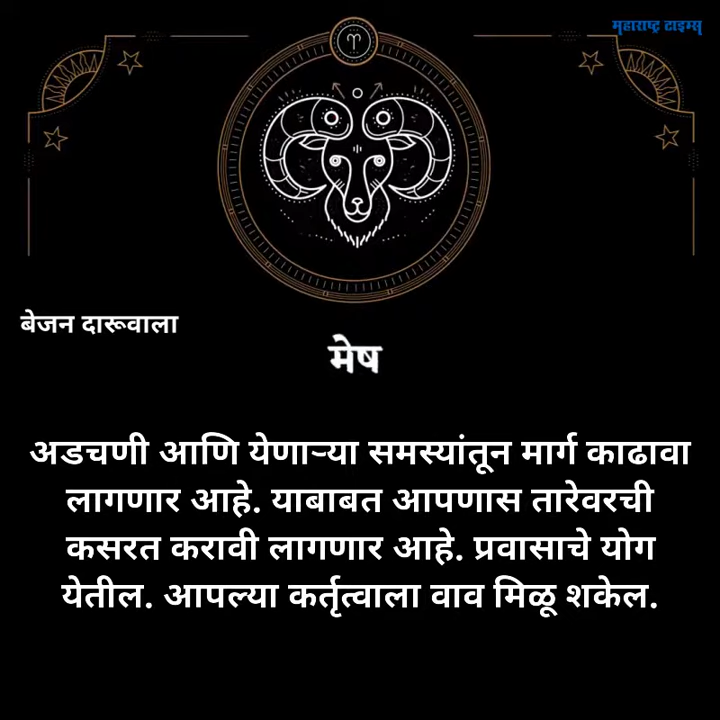 महाराष्ट्र टाइम्स
बेजन दारूवाला
मेष
अडचणी आणि येणाऱ्या समस्यांतून मार्ग काढावा
लागणार आहे. याबाबत आपणास तारेवरची
कसरत करावी लागणार आहे. प्रवासाचे योग
येतील. आपल्या कर्तृत्वाला वाव मिळू शकेल.